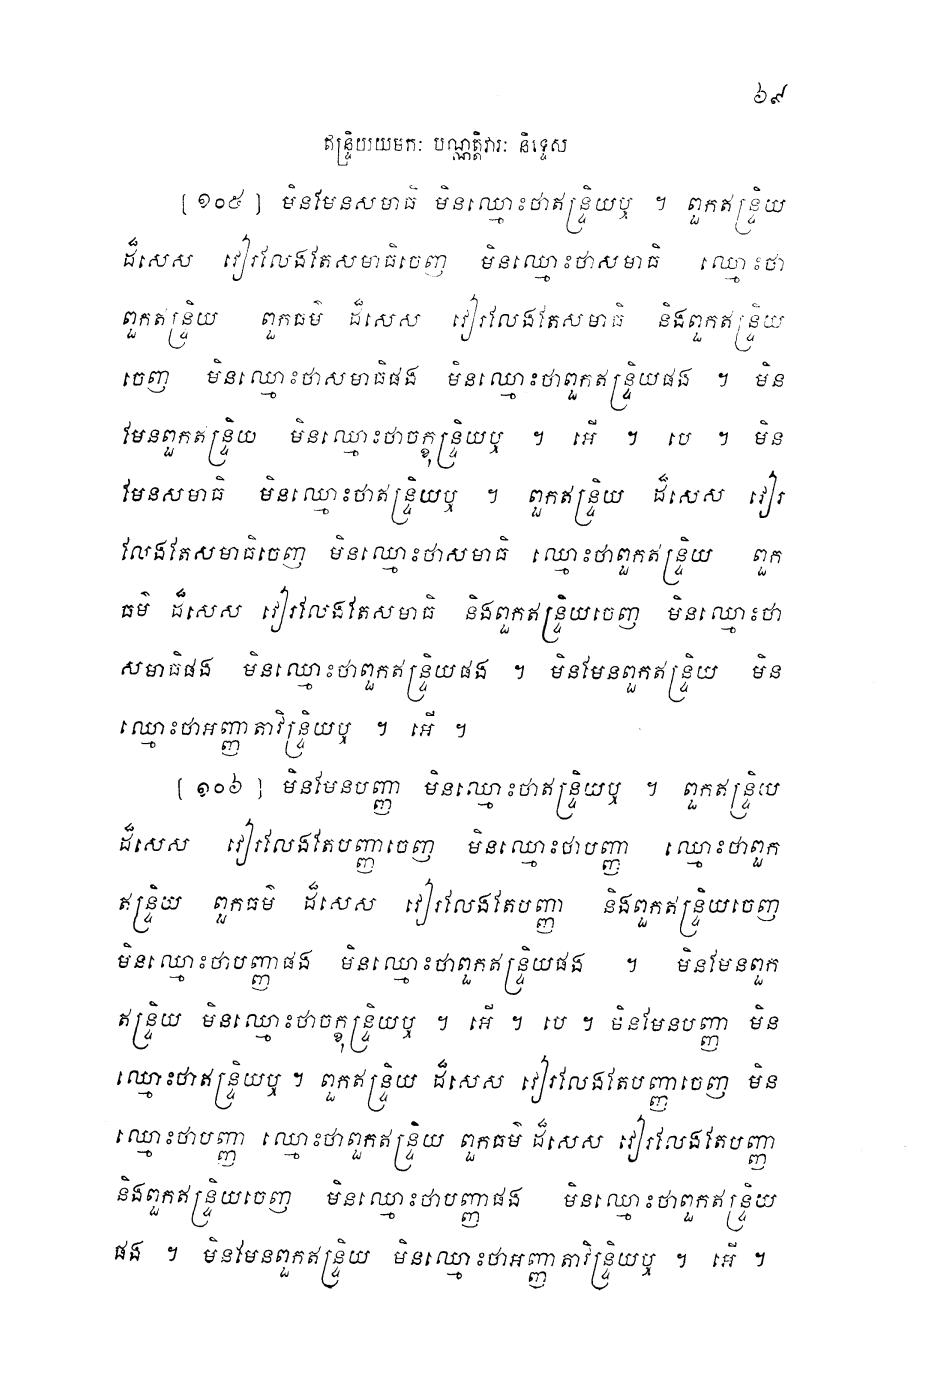 ៦៩
ឥន្ទ្រិយយមកៈ បណ្ណត្តិវារៈ និទ្ទេស
[ ១០៥ ] មិនមែនសមាធិ មិនឈ្មោះថាឥន្ទ្រិយឬ ។ ពួកឥន្ទ្រិយ
ដ៏សេស វៀរលែងតែសមាធិចេញ មិនឈ្មោះថាសមាធិ ឈ្មោះថា
ពួកឥន្ទ្រិយ ពួកធម៌ ដ៏សេស វៀរលែងតែសមាធិ និងពួកឥន្ទ្រិយ
ចេញ មិនឈ្មោះថាសមាធិផង មិនឈ្មោះថាពួកឥន្ទ្រិយផង ។ មិន
មែនពួកឥន្ទ្រិយ មិនឈ្មោះថាចក្ខុន្ទ្រិយឬ ។ អើ ។ បេ ។ មិន
មែនសមាធិ មិនឈ្មោះថាឥន្ទ្រិយឬ ។ ពួកឥន្ទ្រិយ ដ៏សេស វៀរ
លែងតែសមាធិចេញ មិនឈ្មោះថាសមាធិ ឈ្មោះថាពួកឥន្ទ្រិយ ពួក
ធម៌ ដ៏សេស វៀរលែងតែសមាធិ និងពួកឥន្ទ្រិយចេញ មិនឈ្មោះថា
សមាធិផង មិនឈ្មោះថាពួកឥន្ទ្រិយផង ។ មិនមែនពួកឥន្ទ្រិយ មិន
ឈ្មោះថាអញ្ញាតាវិន្ទ្រិយឬ ។ អើ ។
[ ១០៦ ] មិនមែនបញ្ញា មិនឈ្មោះថាឥន្ទ្រិយឬ ។ ពួកឥន្ទ្រិយ
ដ៏សេស វៀរលែងតែបញ្ញាចេញ មិនឈ្មោះថាបញ្ញា ឈ្មោះថាពួក
ឥន្ទ្រិយ ពួកធម៌ ដ៏សេស វៀរលែងតែបញ្ញា និងពួកឥន្ទ្រិយចេញ
មិនឈ្មោះថាបញ្ញាផង មិនឈ្មោះថាពួកឥន្ទ្រិយផង ។ មិនមែនពួក
ឥន្ទ្រិយ មិនឈ្មោះថាចក្ខុន្ទ្រិយឬ ។ អើ ។ បេ ។ មិនមែនបញ្ញា មិន
ឈ្មោះថាឥន្ទ្រិយឬ ។ ពួកឥន្ទ្រិយ ដ៏សេស វៀរលែងតែបញ្ញាចេញ មិន
ឈ្មោះថាបញ្ញា ឈ្មោះថាពួកឥន្ទ្រិយ ពួកធម៌ ដ៏សេស វៀរលែងតែបញ្ញា
និងពួកឥន្ទ្រិយចេញ មិនឈ្មោះថាបញ្ញាផង មិនឈ្មោះថាពួកឥន្ទ្រិយ
ផង ។ មិនមែនពួកឥន្ទ្រិយ មិនឈ្មោះថាអញ្ញាតាវិន្ទ្រិយឬ ។ អើ ។